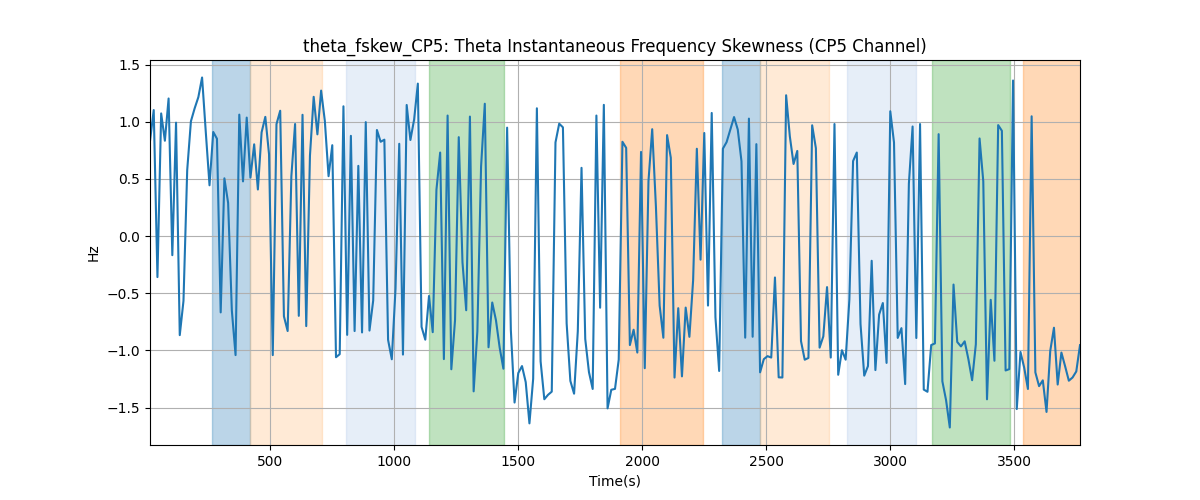 theta_fskew_CP5: Theta Instantaneous Frequency Skewness (CP5 Channel)
1.5
1.0
0.5
0.0
−0.5
−1.0
−1.5
Hz
500 1000 1500 2000 2500 3000 3500
Time(s)